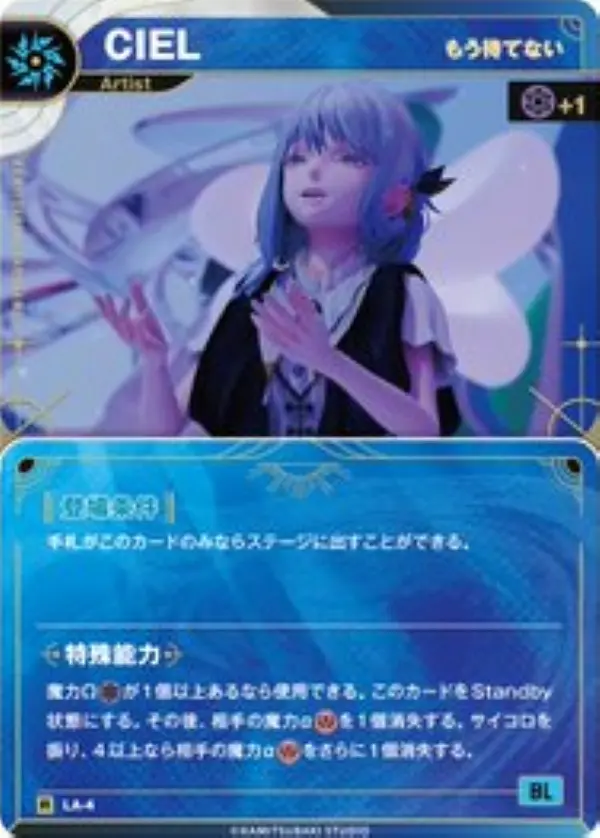 CIEL
もう待てない
Artist
+1
登場条件
手札がこのカードのみならステージに出すことができる。
特殊能力
魔力Ωが1個以上あるなら使用できる。このカードをStandby
状態にする。その後、相手の魔力αを1個消失する。サイコロを
振り、4以上なら相手の魔力αをさらに1個消失する。
BL
R LA-4
©KAMITSUBAKI STUDIO